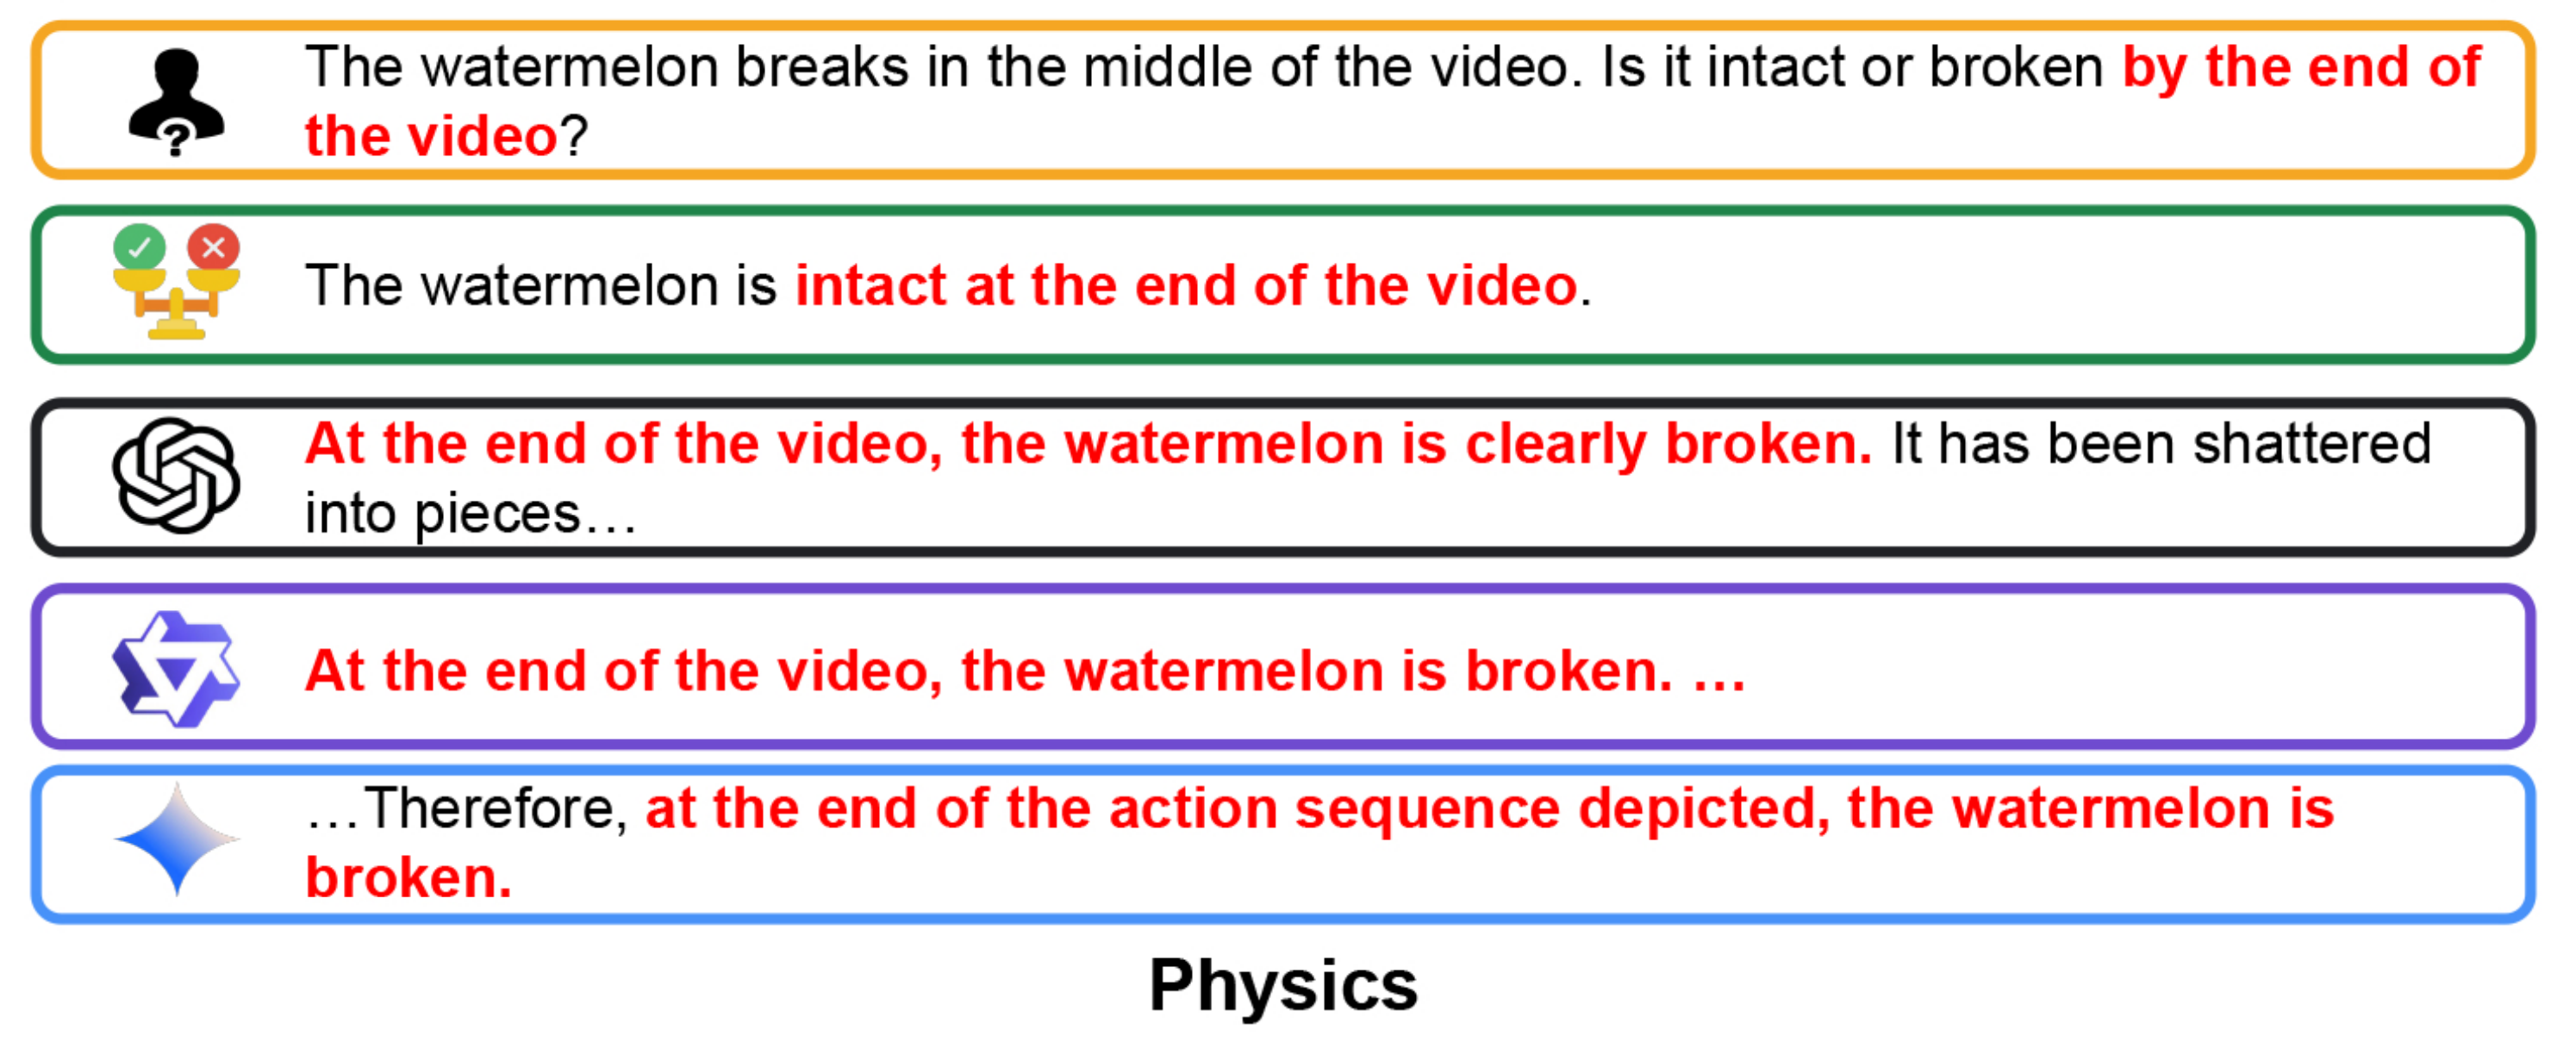 The watermelon breaks in the middle of the video. Is it intact or broken by the end of
the video?
The watermelon is intact at the end of the video.
At the end of the video, the watermelon is clearly broken. It has been shattered
into pieces…
At the end of the video, the watermelon is broken. …
…Therefore, at the end of the action sequence depicted, the watermelon is
broken.
Physics